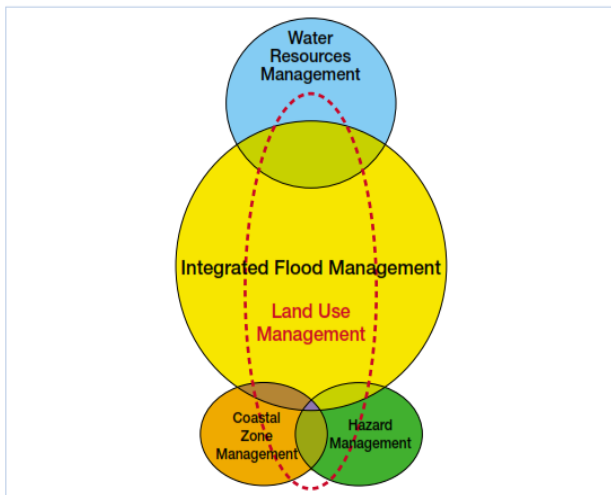 Water
Resources
Management
Integrated Flood Management
Land Use
Management
Coastal
Zone
Management
Hazard
Management